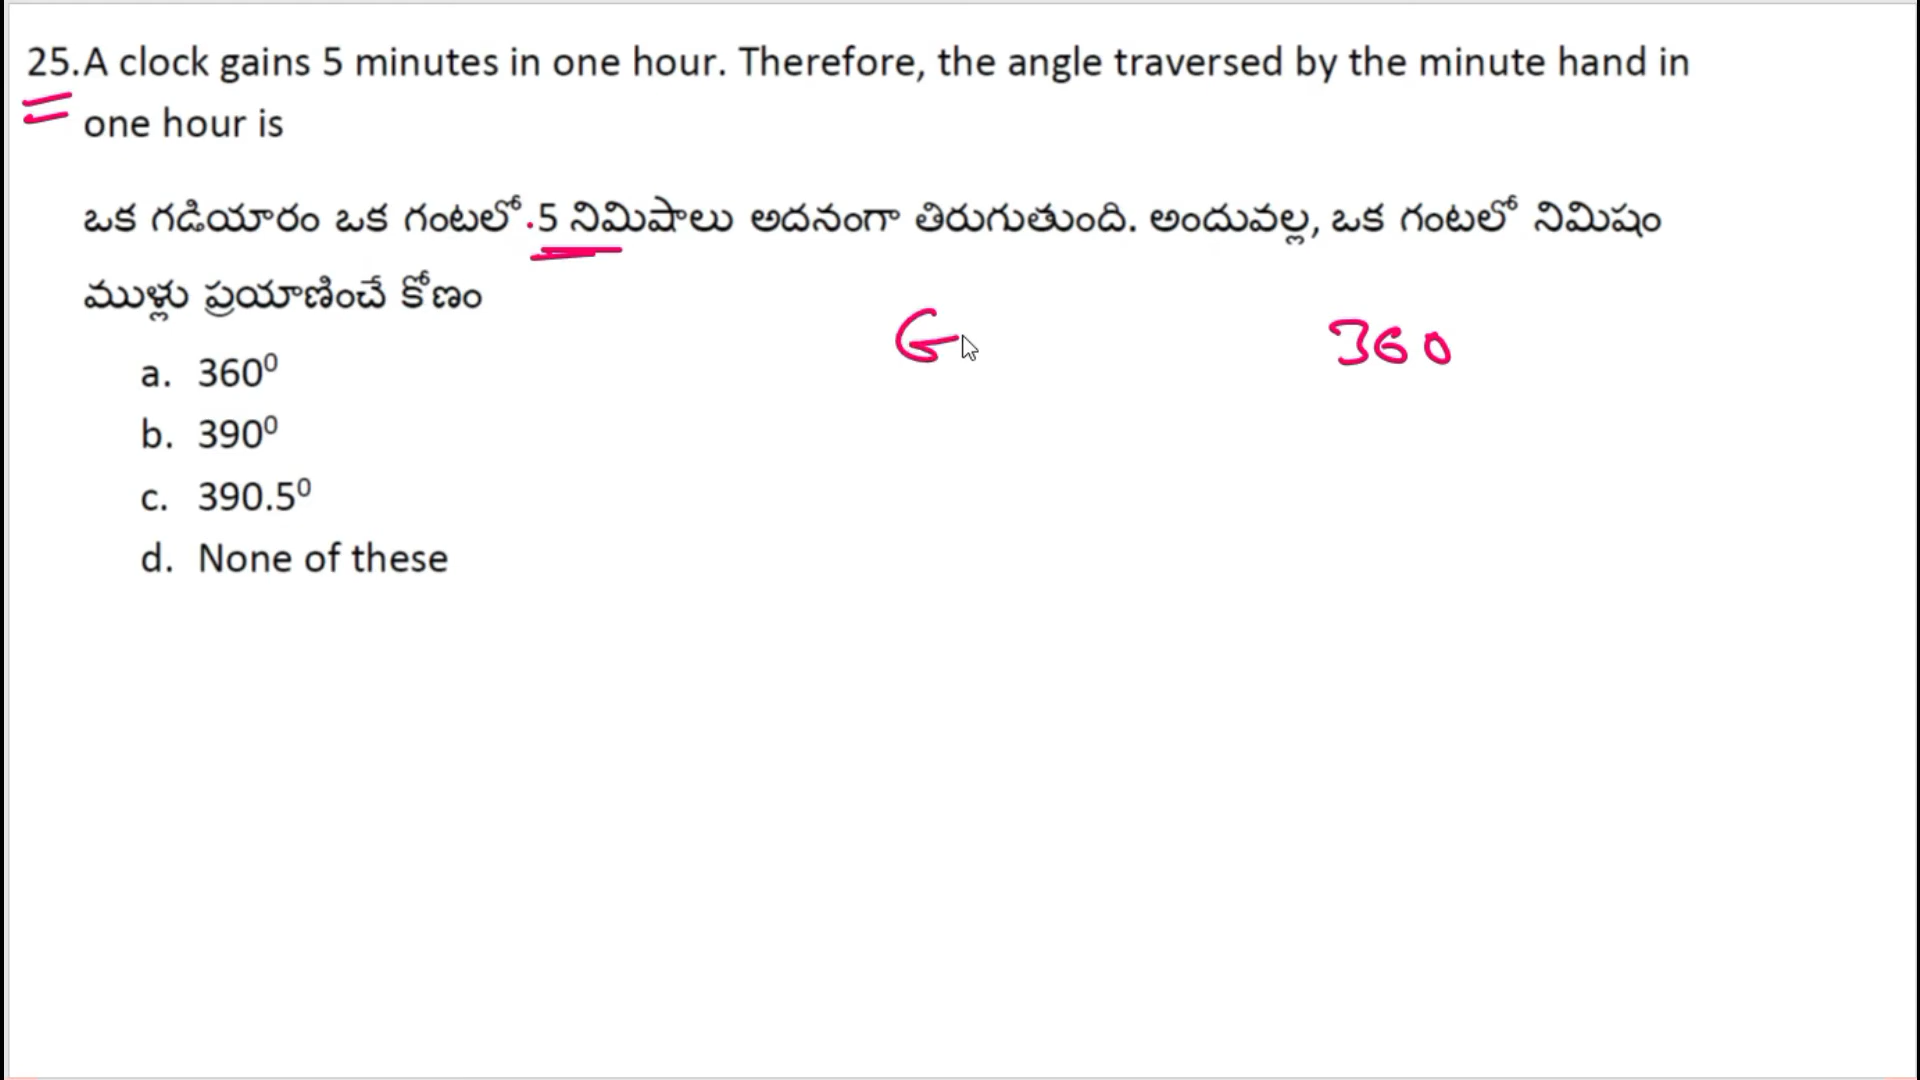 25.A clock gains 5 minutes in one hour. Therefore, the angle traversed by the minute hand in
one hour is
ఒక గడియారం ఒక గంటలో 5 నిమిషాలు అదనంగా తిరుగుతుంది. అందువల్ల, ఒక గంటలో నిమిషం
ముళ్లు ప్రయాణించే కోణం
6 360
a. 360⁰
b. 390⁰
c. 390.5⁰
d. None of these